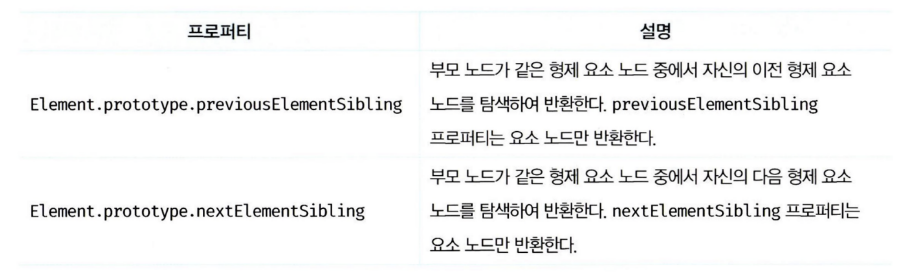 프로퍼티 설명
부모 노드가 같은 형제 요소 노드 중에서 자신의 이전 형제 요소
Element.prototype.previousElementSibling 노드를 탐색하여 반환한다. previousElementSibling
프로퍼티는 요소 노드만 반환한다.
부모 노드가 같은 형제 요소 노드 중에서 자신의 다음 형제 요소
Element.prototype.nextElementSibling 노드를 탐색하여 반환한다. nextElementSibling 프로퍼티는
요소 노드만 반환한다.